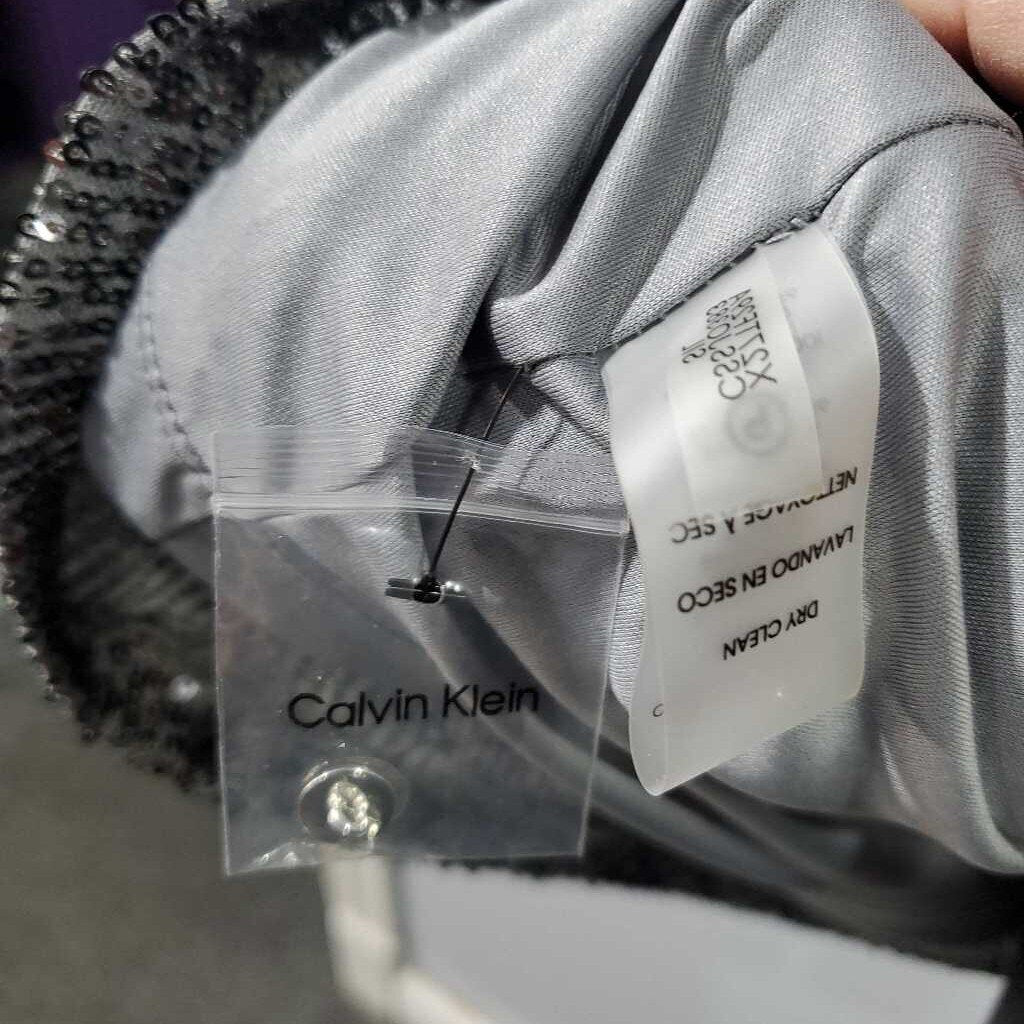 Calvin Klein
DRY CLEAN
LAVANDO EN SECO
NETTOYAGE À SEC